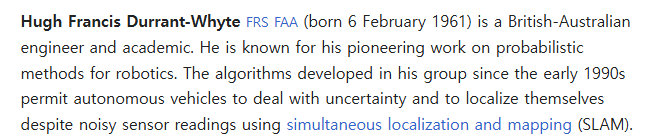 Hugh Francis Durrant-Whyte FRS FAA (born 6 February 1961) is a British-Australian
engineer and academic. He is known for his pioneering work on probabilistic
methods for robotics. The algorithms developed in his group since the early 1990s
permit autonomous vehicles to deal with uncertainty and to localize themselves
despite noisy sensor readings using simultaneous localization and mapping (SLAM).